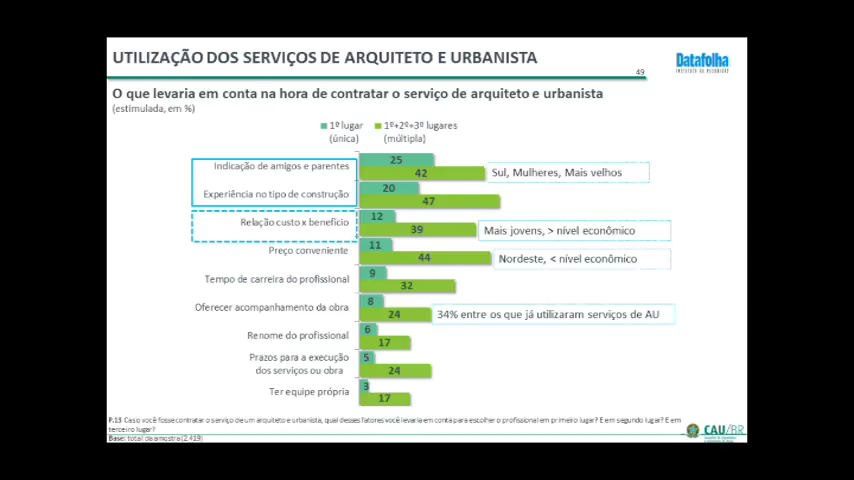 UTILIZAÇÃO DOS SERVIÇOS DE ARQUITETO E URBANISTA
Datafolha
INSTITUTO DE PESQUISAS
49
O que levaria em conta na hora de contratar o serviço de arquiteto e urbanista
(estimulada, em %)
1º lugar
(única)
1º+2º+3º lugares
(múltipla)
Indicação de amigos e parentes
25
42
Sul, Mulheres, Mais velhos
Experiência no tipo de construção
20
47
Relação custo x benefício
12
39
Mais jovens, > nível econômico
Preço conveniente
11
44
Nordeste, < nível econômico
Tempo de carreira do profissional
9
32
Oferecer acompanhamento da obra
8
24
34% entre os que já utilizaram serviços de AU
Renome do profissional
6
17
Prazos para a execução
dos serviços ou obra
5
24
Ter equipe própria
3
17
P.13 Caso você fosse contratar o serviço de um arquiteto e urbanista, qual desses fatores você levaria em conta para escolher o profissional em primeiro lugar? E em segundo lugar? E em
terceiro lugar?
Base: total da amostra (2.419)
CAU/BR